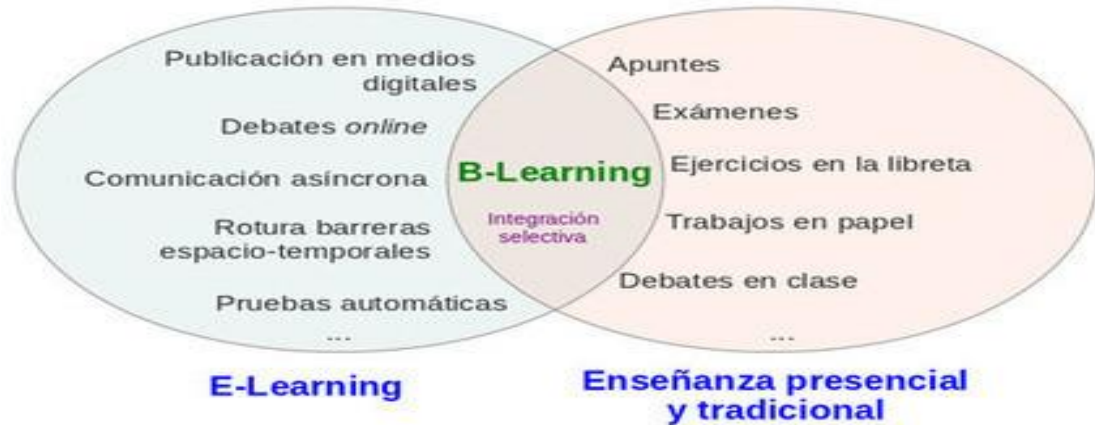 Publicación en medios
digitales
Debates online
Comunicación asíncrona
Rotura barreras
espacio-temporales
Pruebas automáticas
...
E-Learning
B-Learning
Integración
selectiva
Apuntes
Exámenes
Ejercicios en la libreta
Trabajos en papel
Debates en clase
...
Enseñanza presencial
y tradicional